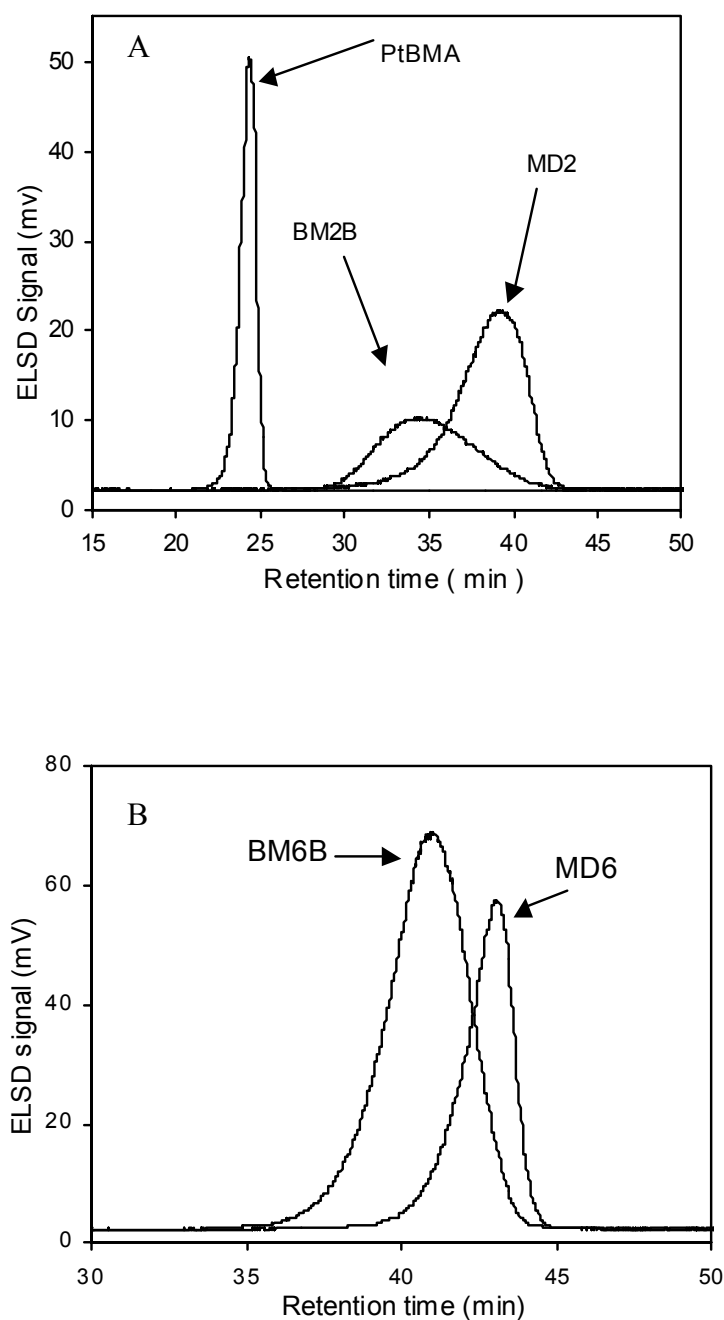 A
PtBMA
MD2
BM2B
ELSD Signal (mv)
50
40
30
20
10
0
15 20 25 30 35 40 45 50
Retention time ( min )
B
BM6B
MD6
ELSD signal (mV)
80
60
40
20
0
30 35 40 45 50
Retention time (min)